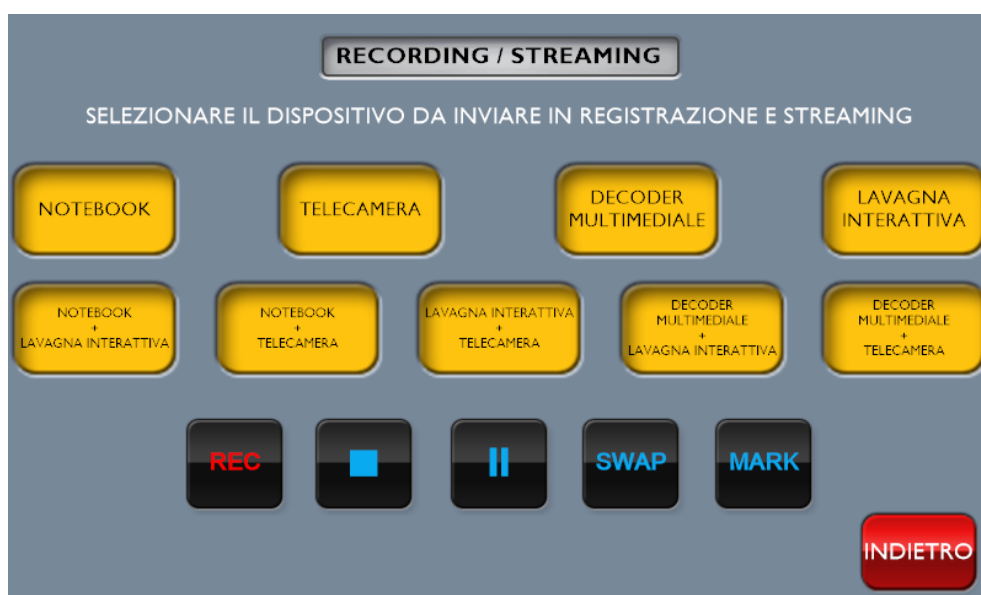 RECORDING / STREAMING
SELEZIONARE IL DISPOSITIVO DA INVIARE IN REGISTRAZIONE E STREAMING
NOTEBOOK
TELECAMERA
DECODER
MULTIMEDIALE
LAVAGNA
INTERATTIVA
NOTEBOOK
+
LAVAGNA INTERATTIVA
NOTEBOOK
+
TELECAMERA
LAVAGNA INTERATTIVA
+
TELECAMERA
DECODER
MULTIMEDIALE
+
LAVAGNA INTERATTIVA
DECODER
MULTIMEDIALE
+
TELECAMERA
REC
SWAP
MARK
INDIETRO